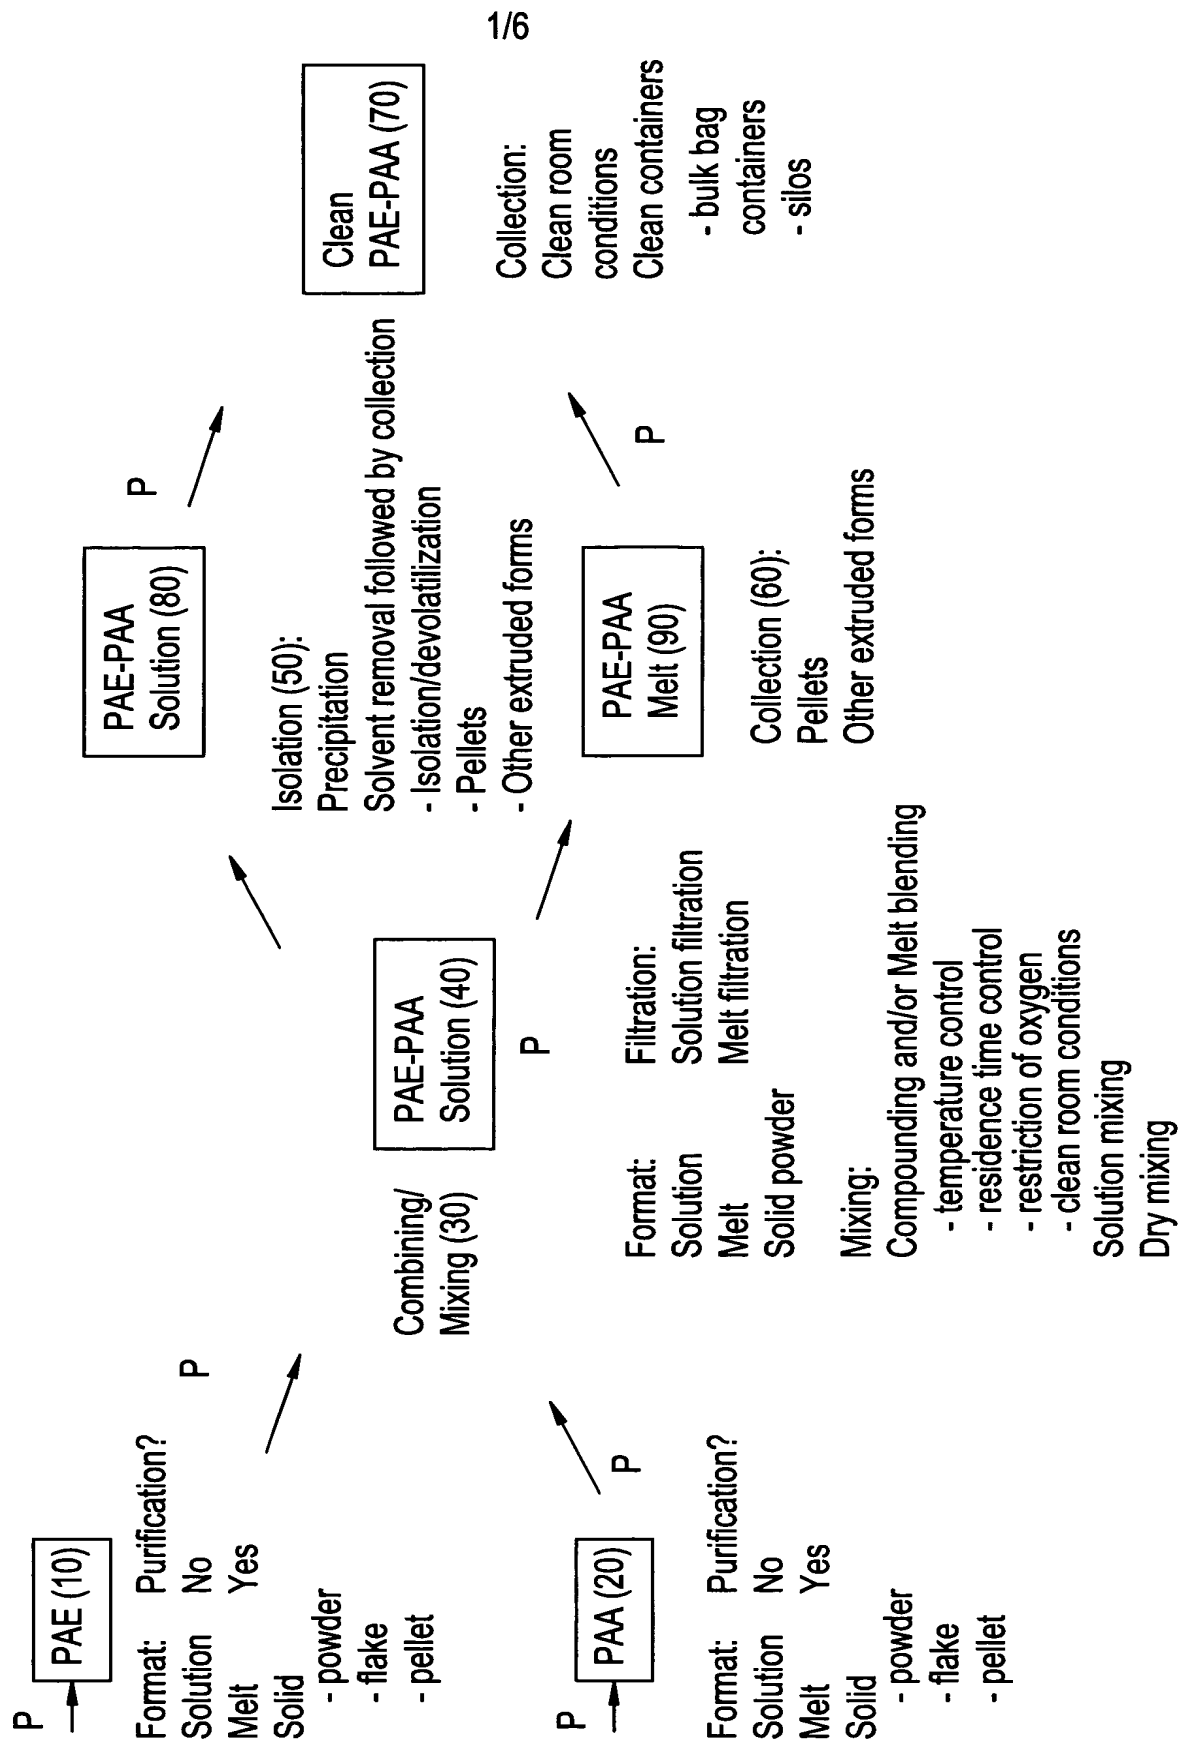 1/6
P
PAE (10)
Format: Purification?
Solution No
Melt Yes
Solid
- powder
- flake
- pellet
P
P
PAA (20)
Format: Purification?
Solution No
Melt Yes
Solid
- powder
- flake
- pellet
P
Combining/
Mixing (30)
PAE-PAA
Solution (40)
P
Format: Filtration:
Solution Solution filtration
Melt Melt filtration
Solid powder
Mixing:
Compounding and/or Melt blending
- temperature control
- residence time control
- restriction of oxygen
- clean room conditions
Solution mixing
Dry mixing
PAE-PAA
Solution (80)
P
Isolation (50):
Precipitation
Solvent removal followed by collection
- Isolation/devolatilization
- Pellets
- Other extruded forms
PAE-PAA
Melt (90)
P
Collection (60):
Pellets
Other extruded forms
Clean
PAE-PAA (70)
Collection:
Clean room
conditions
Clean containers
- bulk bag
containers
- silos